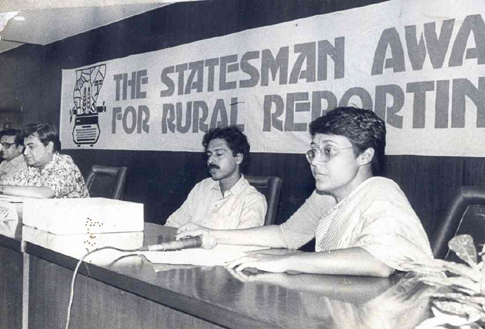 THE STATESMAN AWA
FOR RURAL REPORTIN